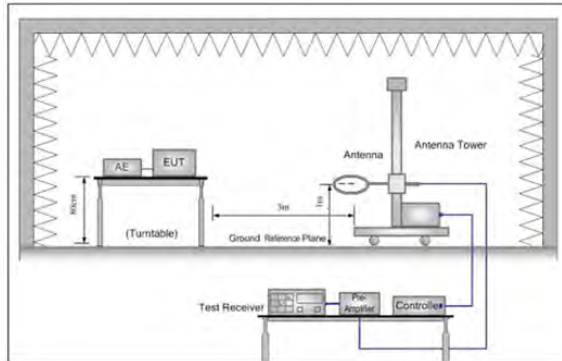 Antenna Tower
Antenna
AE
EUT
80cm
3m
1m
(Turntable)
Ground Reference Plane
Test Receiver
Pre-
Amplifier
Controller